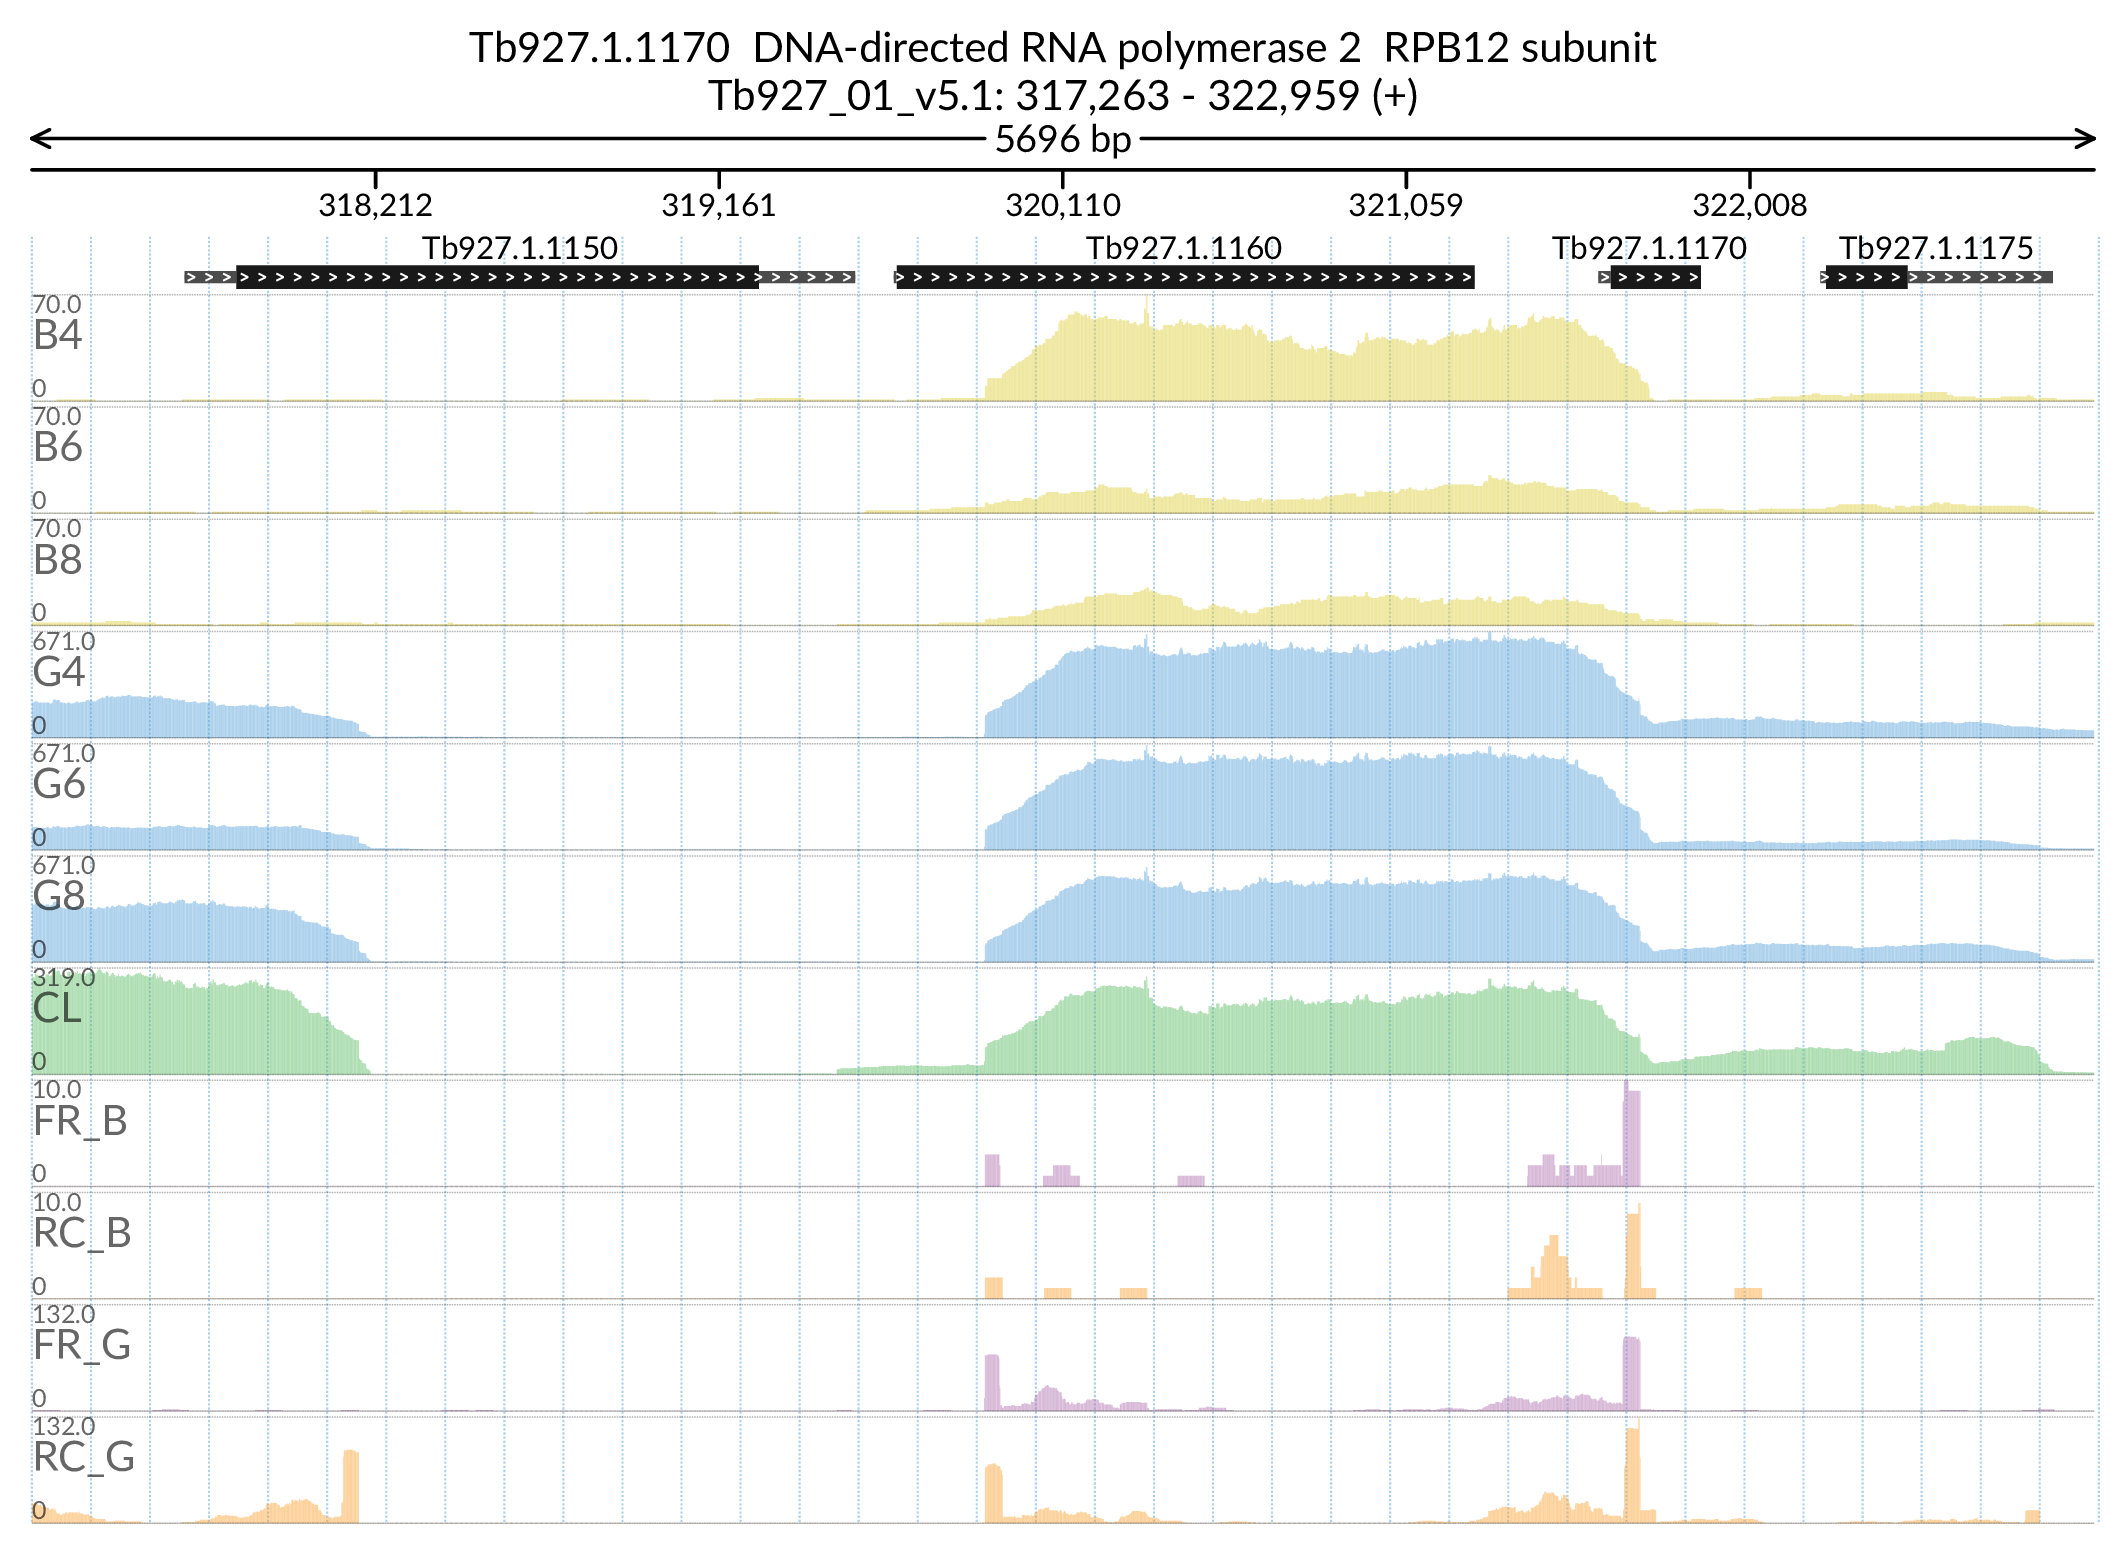 Tb927.1.1170  DNA-directed RNA polymerase 2  RPB12 subunit
Tb927_01_v5.1: 317,263 - 322,959 (+)
5696 bp
318,212 319,161 320,110 321,059 322,008
Tb927.1.1150 Tb927.1.1160 Tb927.1.1170 Tb927.1.1175
70.0
B4
0
70.0
B6
0
70.0
B8
0
671.0
G4
0
671.0
G6
0
671.0
G8
0
319.0
CL
0
10.0
FR_B
0
10.0
RC_B
0
132.0
FR_G
0
132.0
RC_G
0